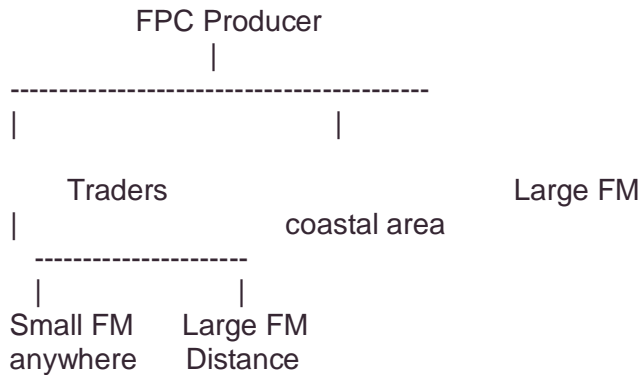 FPC Producer
Traders Large FM
coastal area
Small FM Large FM
anywhere Distance